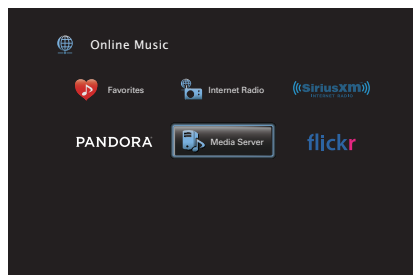 Online Music
Favorites
Internet Radio
((SiriusXM))
INTERNET RADIO
PANDORA
Media Server
flickr